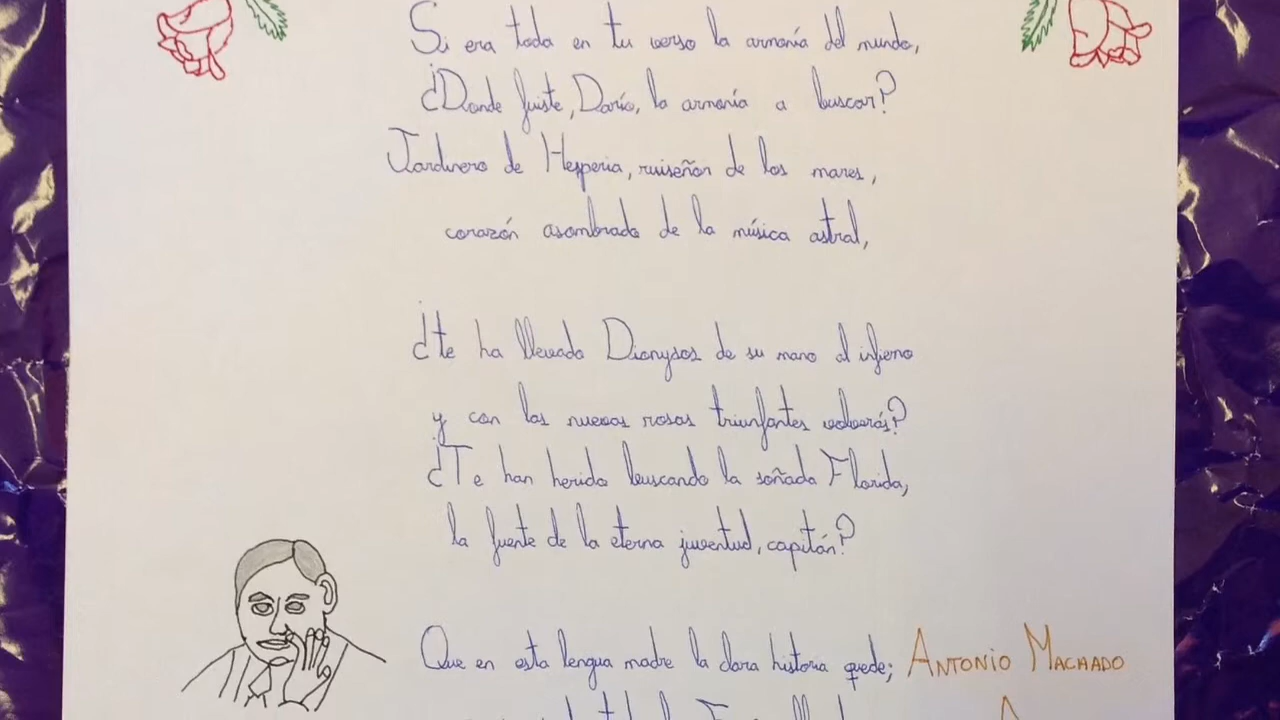 Si era toda en tu verso la armonía del mundo,
¿Donde fuiste, Darío, la armonía a buscar?
Jardinero de Hesperia, ruiseñor de los mares,
corazón asombrado de la música astral,
¿te ha llevado Dionysos de su mano al infierno
y con las nuevas rosas triunfantes volverás?
¿Te han herido buscando la soñada Florida,
la fuente de la eterna juventud, capitán?
Que en esta lengua madre la clara historia quede;
ANTONIO MACHADO